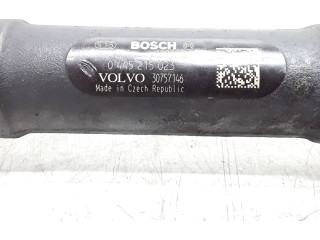 BOSCH
0 445 215 023
VOLVO 30757146
Made in Czech Republic